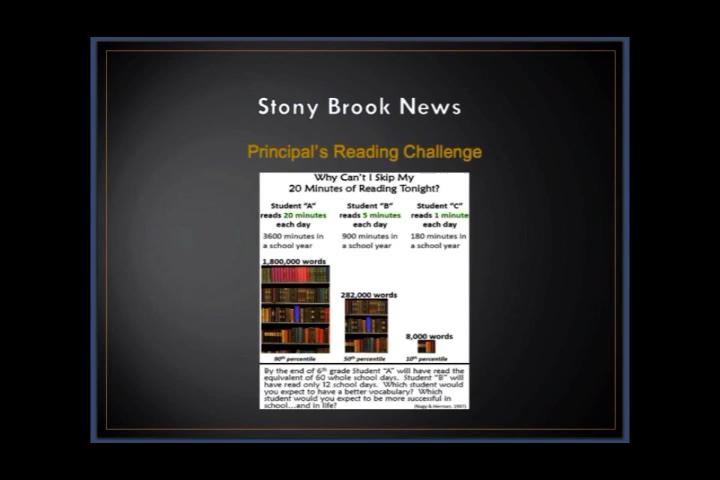 Stony Brook News
Principal's Reading Challenge
Why Can't I Skip My
20 Minutes of Reading Tonight?
Student "A"
reads 20 minutes
each day
3600 minutes in
a school year
1,800,000 words
90th percentile
Student "B"
reads 5 minutes
each day
900 minutes in
a school year
282,000 words
50th percentile
Student "C"
reads 1 minute
each day
180 minutes in
a school year
8,000 words
10th percentile
By the end of 6th grade Student "A" will have read the
equivalent of 60 whole school days. Student "B" will
have read only 12 school days. Which student would
you expect to have a better vocabulary? Which
student would you expect to be more successful in
school...and in life?
(Nagy & Herman, 1987)